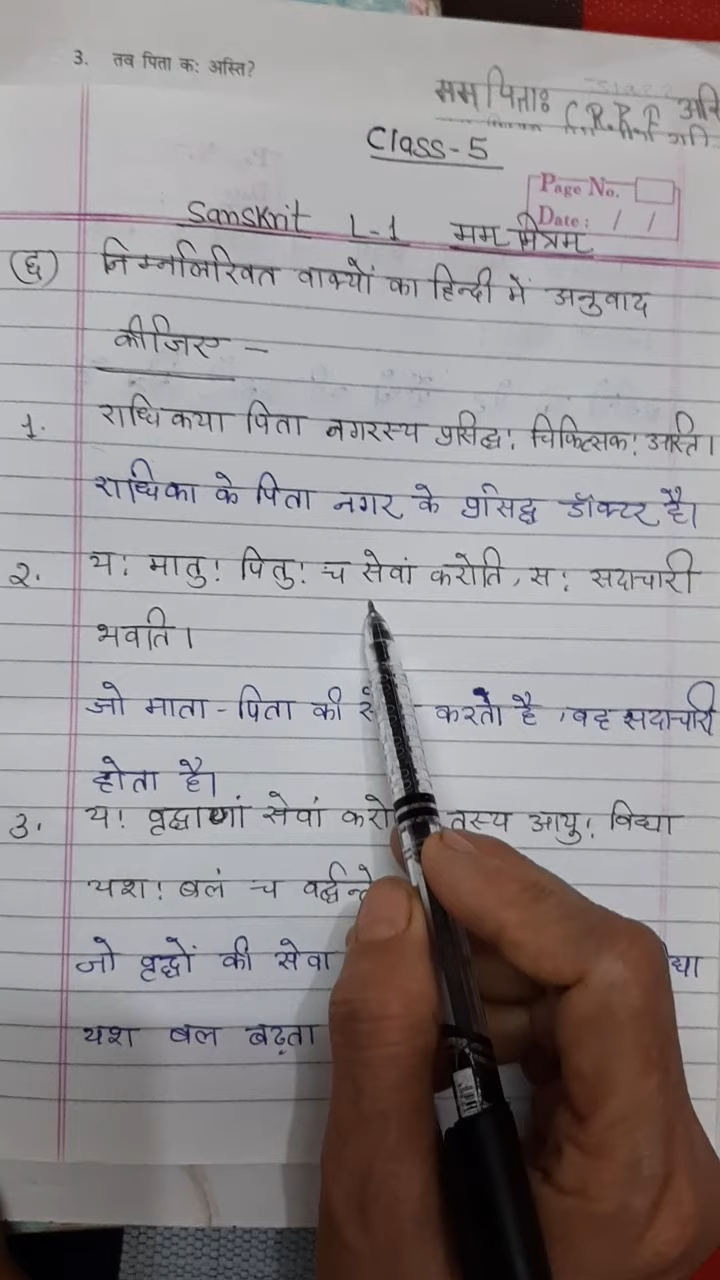 3. तव पिता क: अस्ति?
मम पिता:
C.R.P.F
Class-5
Page No.
Date: / /
Sanskrit L-1 मम मित्रम
(छ) निम्नलिखित वाक्यों का हिन्दी में अनुवाद
कीजिए -
1. राधिकया पिता नगरस्य प्रसिद्ध: चिकित्सक: अस्ति।
राधिका के पिता नगर के प्रसिद्ध डॉक्टर है।
2. य: मातु: पितु: च सेवां करोति, स: सदाचारी
भवति।
जो माता-पिता की करता है, वह सदाचारी
होता है।
3. य: वृद्धाणां सेवां तस्य आयु: विद्या
यश: बलं च
जो वृद्धों की सेवा
यश बल बढ़ता